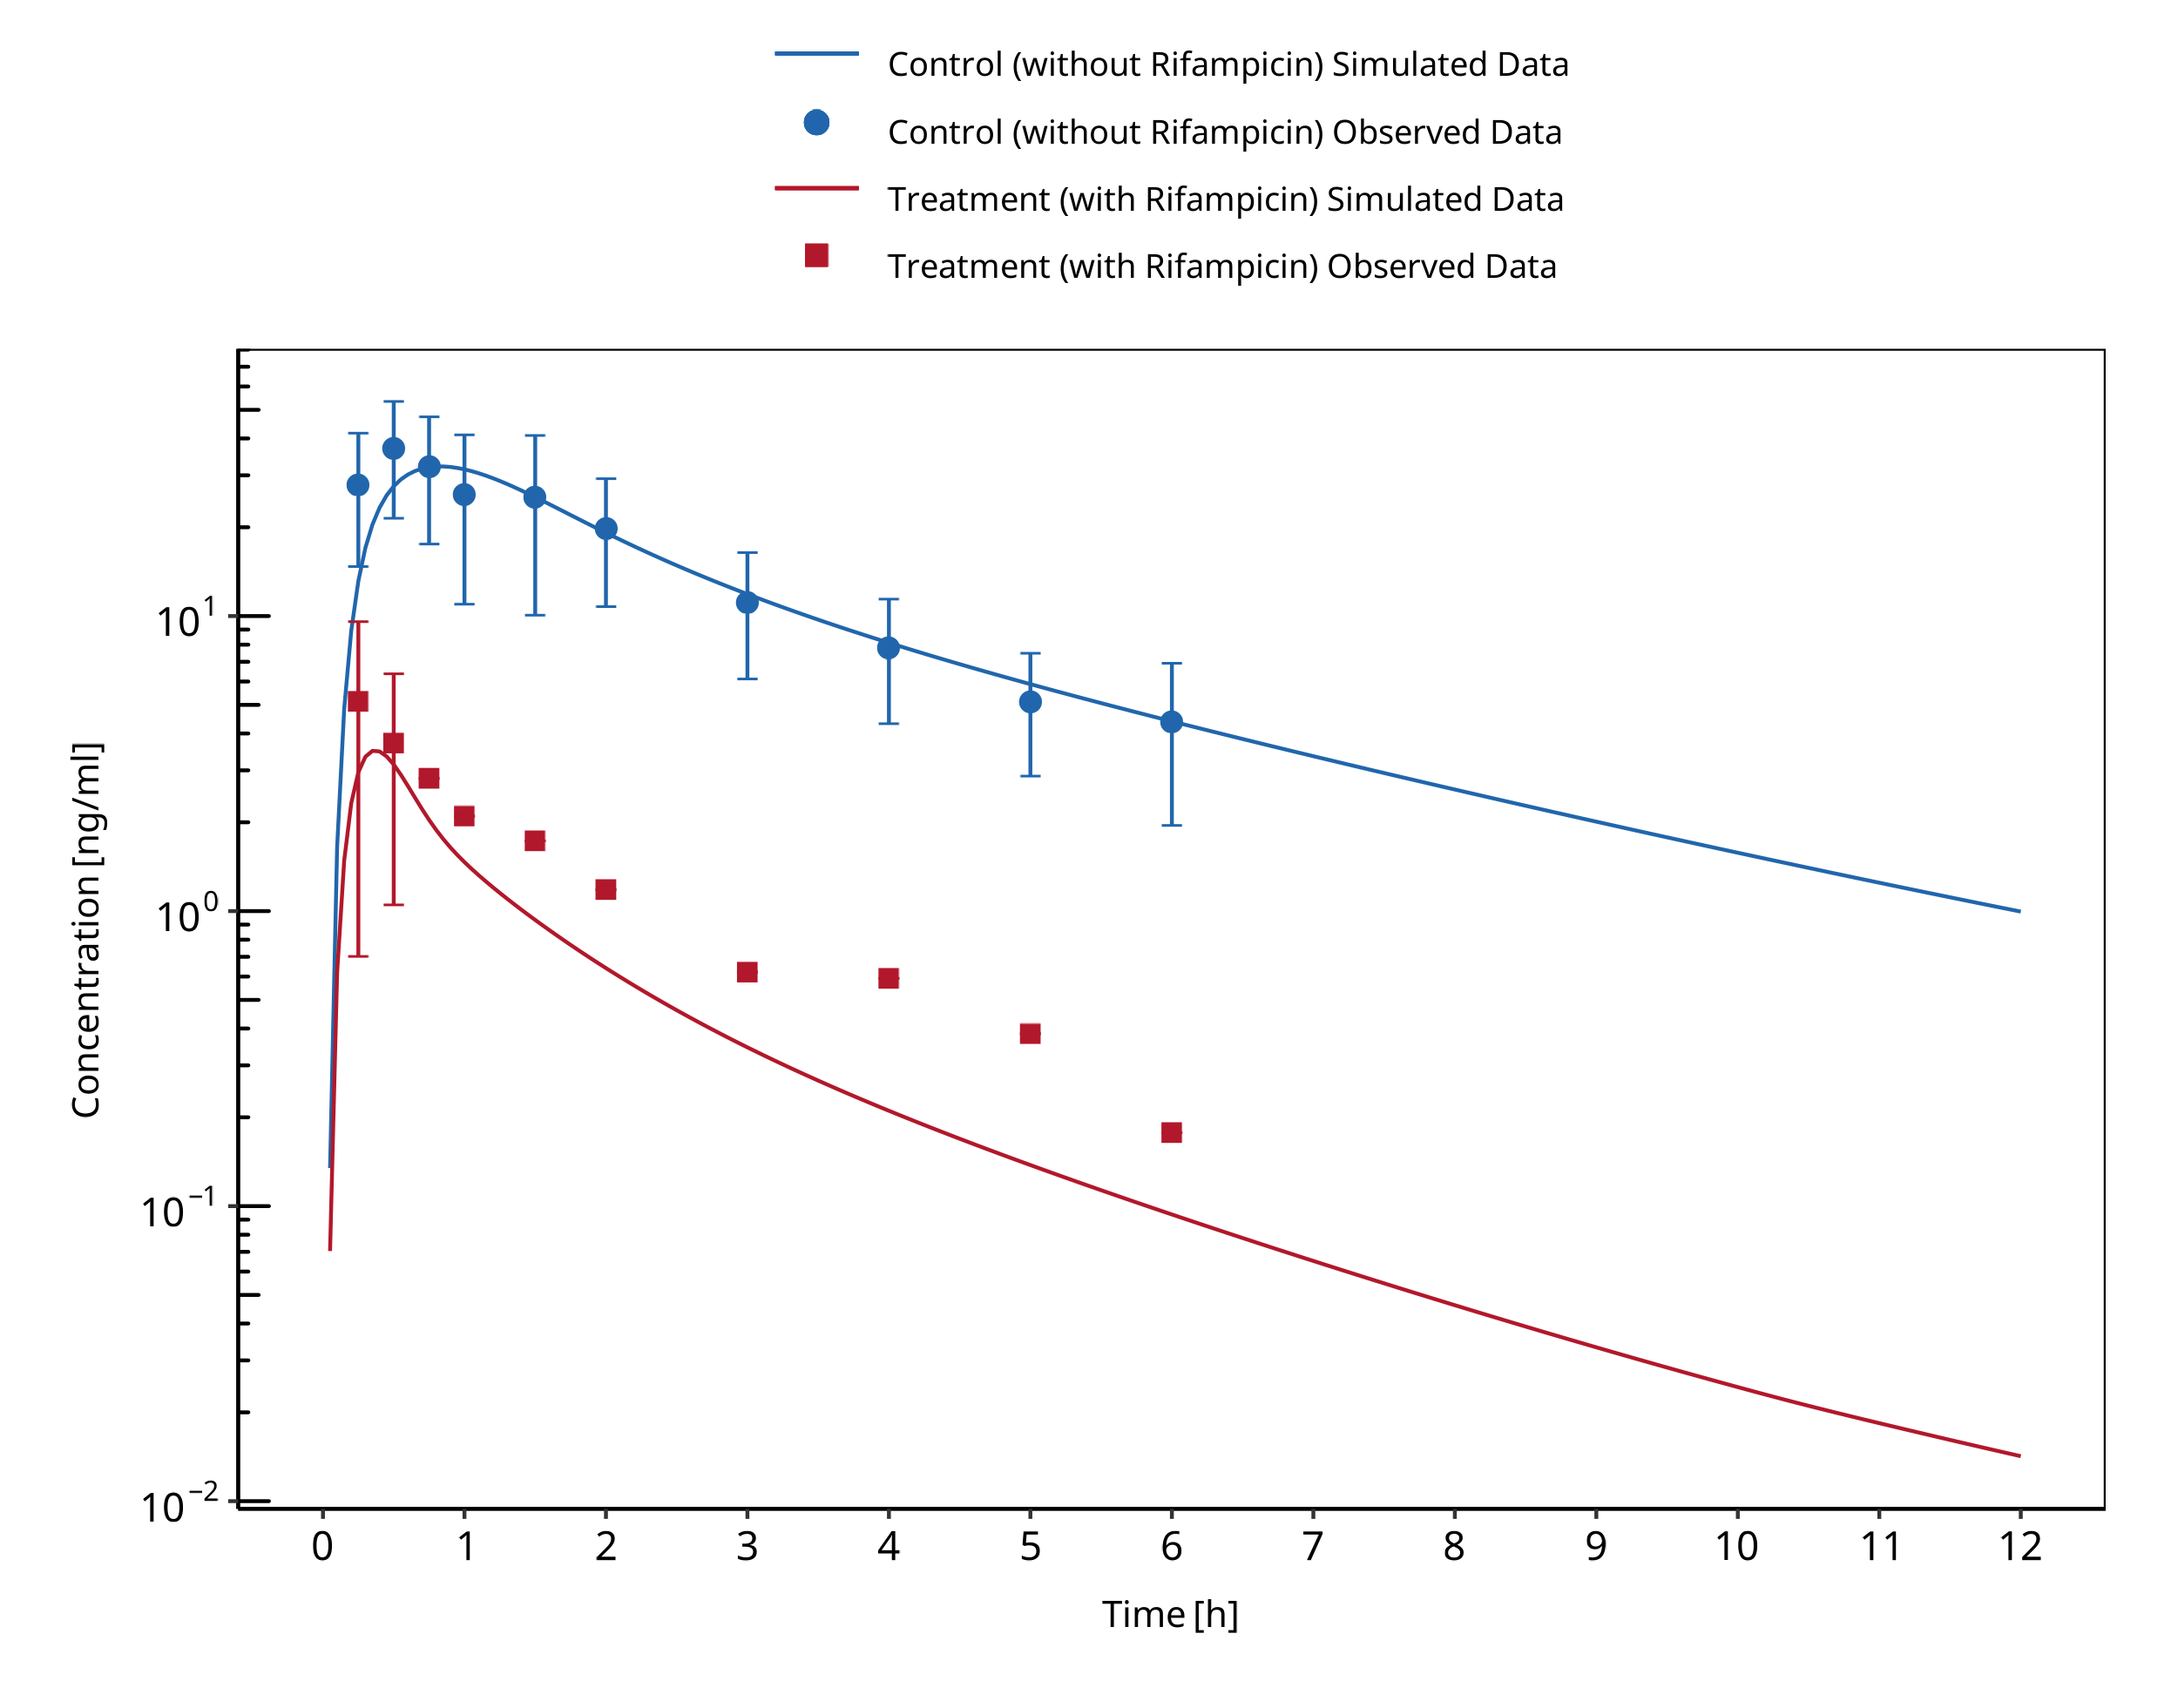 Control (without Rifampicin) Simulated Data
Control (without Rifampicin) Observed Data
Treatment (with Rifampicin) Simulated Data
Treatment (with Rifampicin) Observed Data
Concentration [ng/ml]
10¹
10⁰
10⁻¹
10⁻²
0 1 2 3 4 5 6 7 8 9 10 11 12
Time [h]